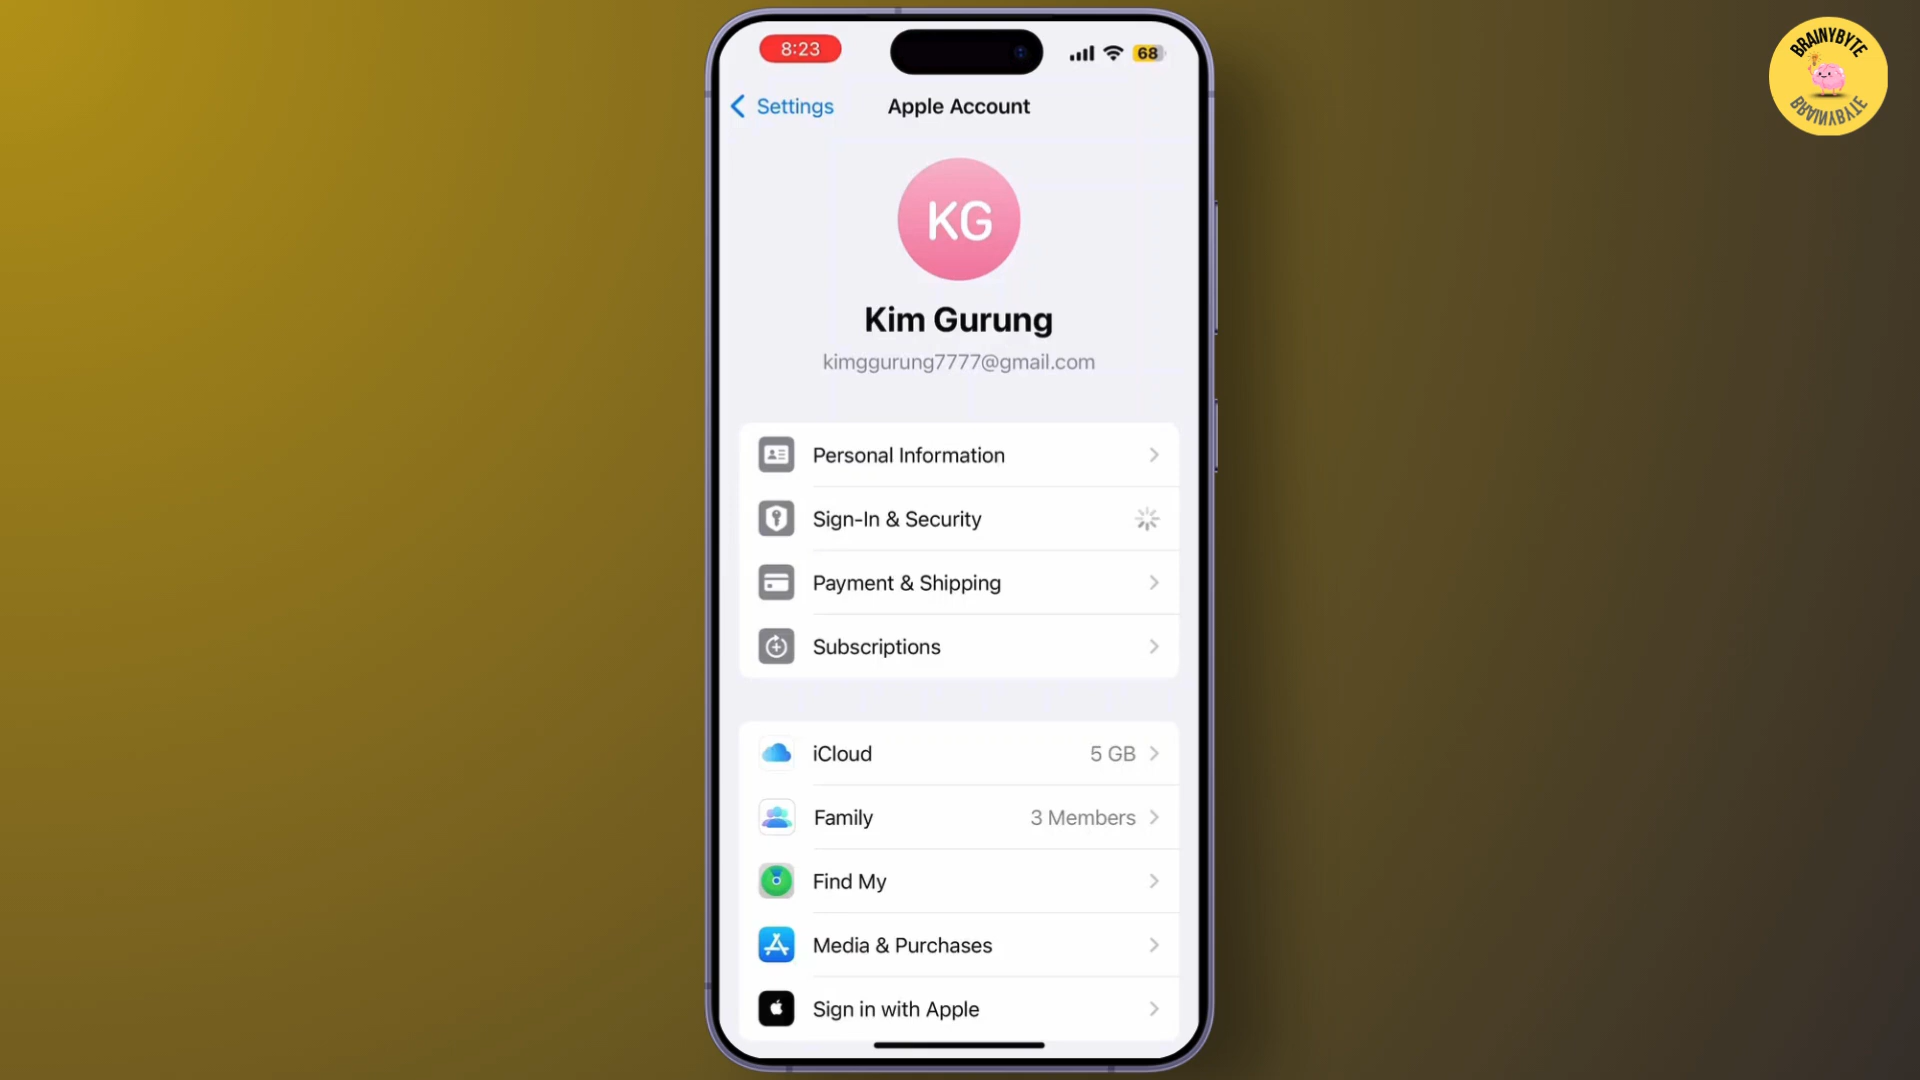 8:23
68
Settings
Apple Account
KG
Kim Gurung
kimggurung7777@gmail.com
Personal Information
Sign-In & Security
Payment & Shipping
Subscriptions
iCloud 5 GB
Family 3 Members
Find My
Media & Purchases
Sign in with Apple
BRAINYBYTE
BRAINYBYTE